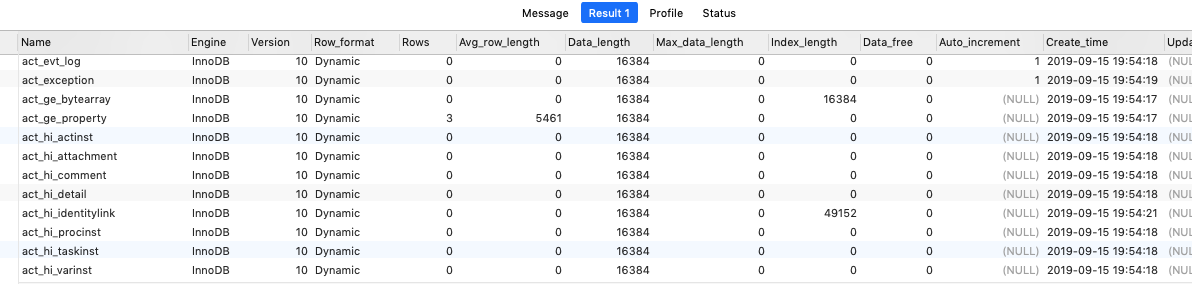 Message Result 1 Profile Status
Name Engine Version Row_format Rows Avg_row_length Data_length Max_data_length Index_length Data_free Auto_increment Create_time Upda
act_evt_log InnoDB 10 Dynamic 0 0 16384 0 0 0 1 2019-09-15 19:54:18 (NUL
act_exception InnoDB 10 Dynamic 0 0 16384 0 0 0 1 2019-09-15 19:54:19 (NUL
act_ge_bytearray InnoDB 10 Dynamic 0 0 16384 0 16384 0 (NULL) 2019-09-15 19:54:17 (NUL
act_ge_property InnoDB 10 Dynamic 3 5461 16384 0 0 0 (NULL) 2019-09-15 19:54:17 (NUL
act_hi_actinst InnoDB 10 Dynamic 0 0 16384 0 0 0 (NULL) 2019-09-15 19:54:18 (NUL
act_hi_attachment InnoDB 10 Dynamic 0 0 16384 0 0 0 (NULL) 2019-09-15 19:54:18 (NUL
act_hi_comment InnoDB 10 Dynamic 0 0 16384 0 0 0 (NULL) 2019-09-15 19:54:18 (NUL
act_hi_detail InnoDB 10 Dynamic 0 0 16384 0 0 0 (NULL) 2019-09-15 19:54:18 (NUL
act_hi_identitylink InnoDB 10 Dynamic 0 0 16384 0 49152 0 (NULL) 2019-09-15 19:54:21 (NUL
act_hi_procinst InnoDB 10 Dynamic 0 0 16384 0 0 0 (NULL) 2019-09-15 19:54:18 (NUL
act_hi_taskinst InnoDB 10 Dynamic 0 0 16384 0 0 0 (NULL) 2019-09-15 19:54:18 (NUL
act_hi_varinst InnoDB 10 Dynamic 0 0 16384 0 0 0 (NULL) 2019-09-15 19:54:18 (NUL